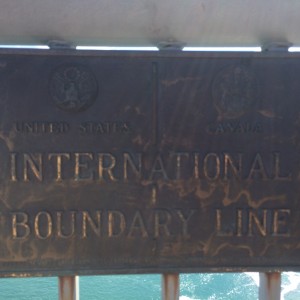 UNITED STATES CANADA
INTERNATIONAL
BOUNDARY LINE